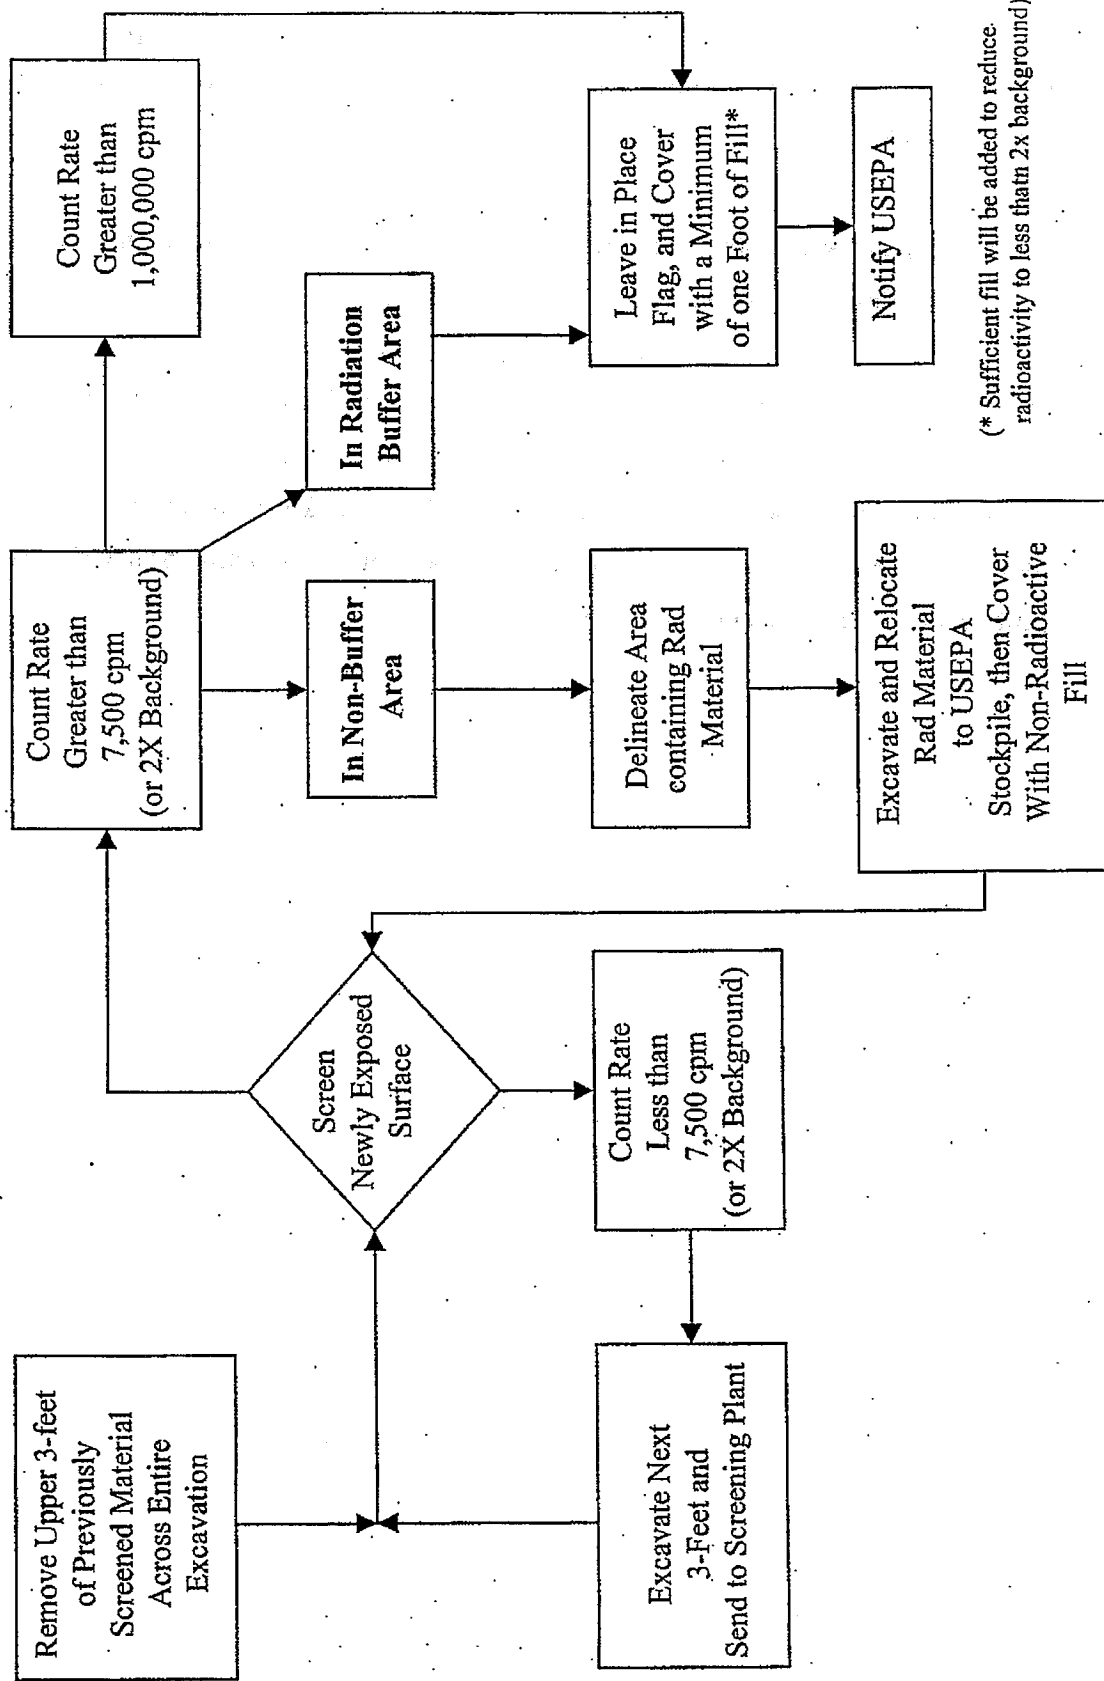 Remove Upper 3-feet
of Previously
Screened Material
Across Entire
Excavation
Screen
Newly Exposed
Surface
Count Rate
Greater than
7,500 cpm
(or 2X Background)
Count Rate
Greater than
1,000,000 cpm
In Non-Buffer
Area
In Radiation
Buffer Area
Excavate Next
3-Feet and
Send to Screening Plant
Count Rate
Less than
7,500 cpm
(or 2X Background)
Delineate Area
containing Rad
Material
Leave in Place
Flag, and Cover
with a Minimum
of one Foot of Fill*
Excavate and Relocate
Rad Material
to USEPA
Stockpile, then Cover
With Non-Radioactive
Fill
Notify USEPA
(* Sufficient fill will be added to reduce
radioactivity to less thatn 2x background)